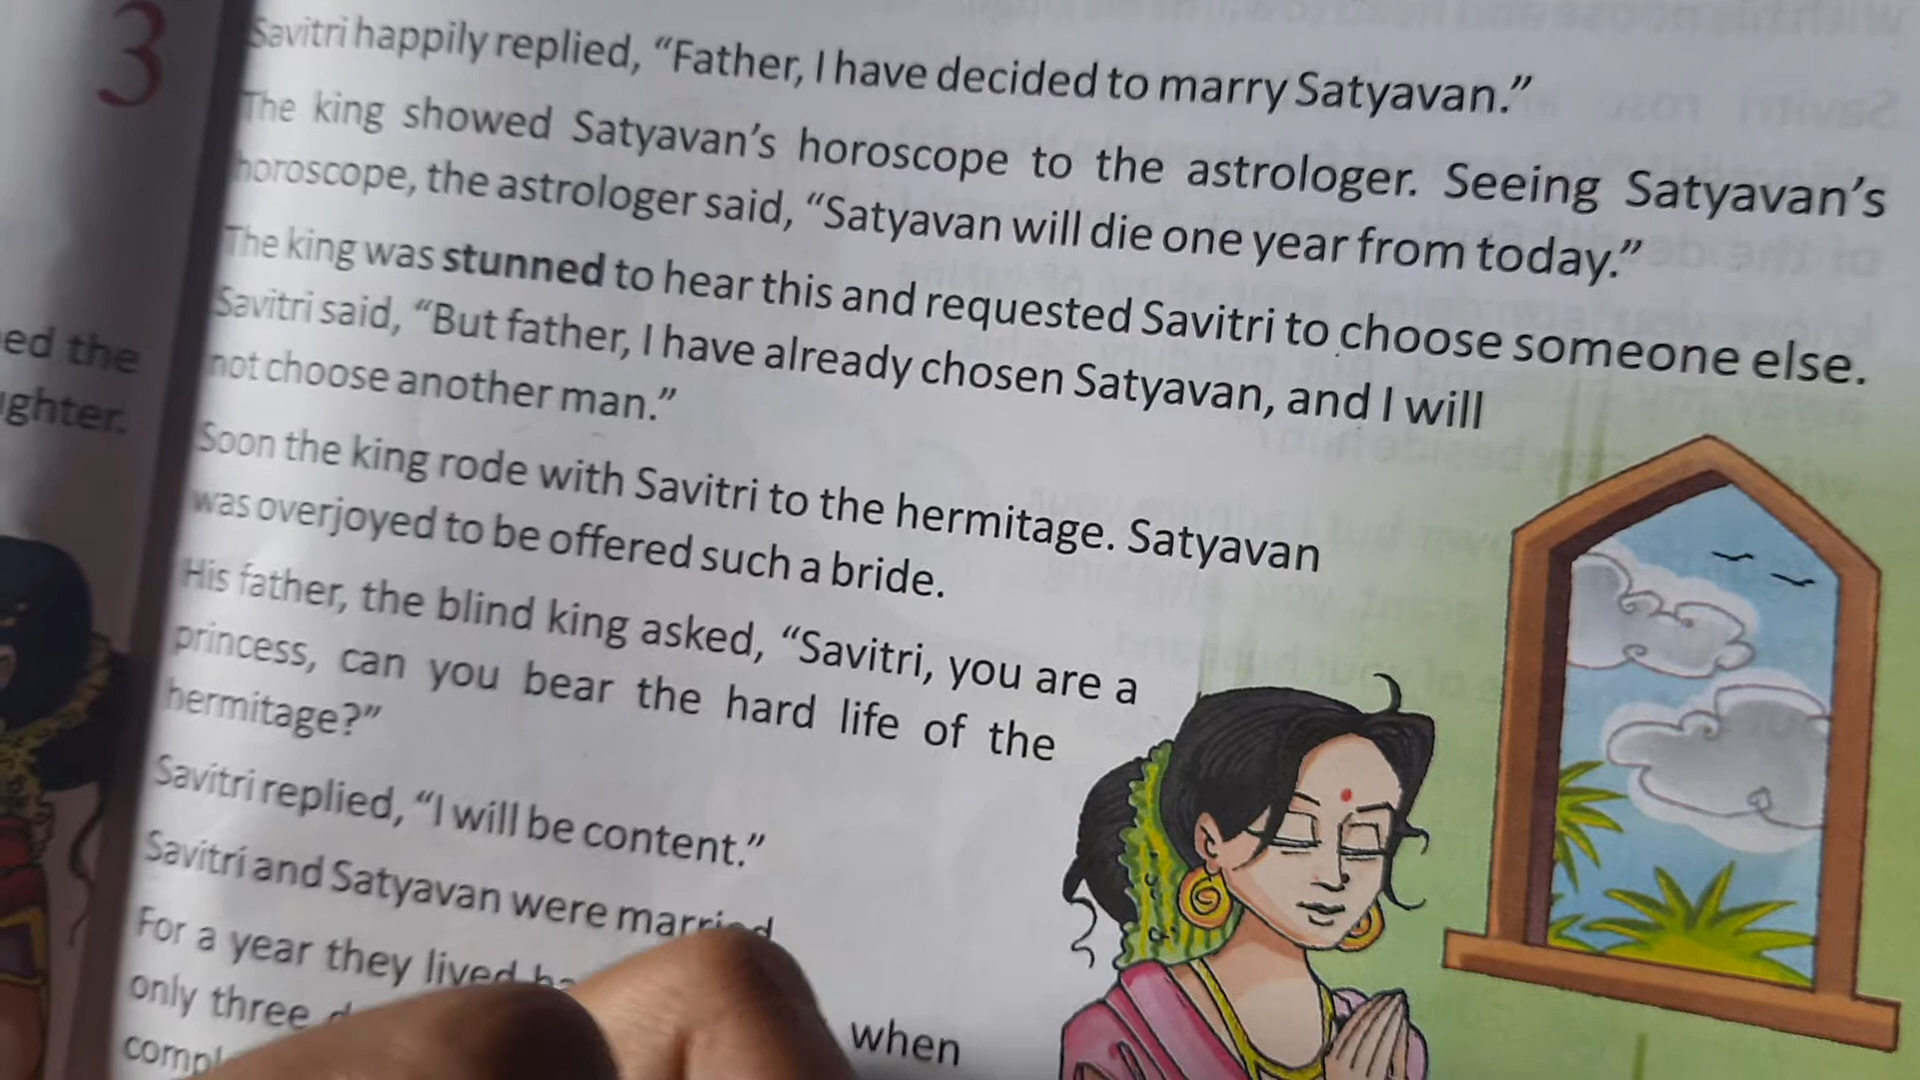 3
Savitri happily replied, “Father, I have decided to marry Satyavan.”
The king showed Satyavan’s horoscope to the astrologer. Seeing Satyavan’s
horoscope, the astrologer said, “Satyavan will die one year from today.”
The king was stunned to hear this and requested Savitri to choose someone else.
Savitri said, “But father, I have already chosen Satyavan, and I will
not choose another man.”
Soon the king rode with Savitri to the hermitage. Satyavan
was overjoyed to be offered such a bride.
His father, the blind king asked, “Savitri, you are a
princess, can you bear the hard life of the
hermitage?”
Savitri replied, “I will be content.”
Savitri and Satyavan were married
For a year they lived
only three when
the